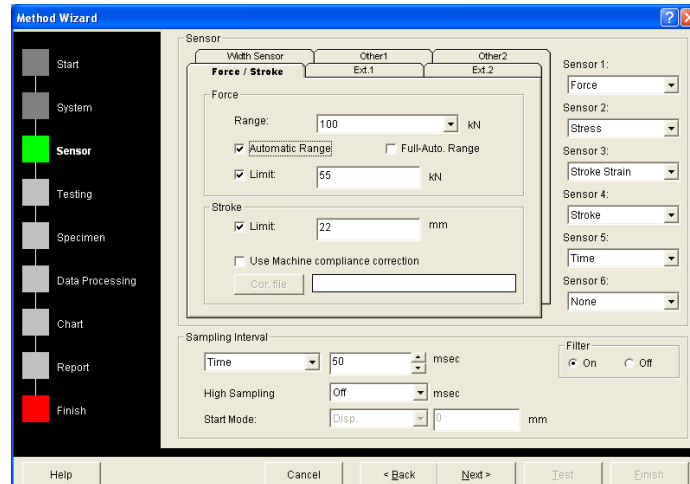 Method Wizard
Start
System
Sensor
Testing
Specimen
Data Processing
Chart
Report
Finish
Sensor
Width Sensor Other1 Other2
Force / Stroke Ext.1 Ext.2
Force
Range: 100 kN
Automatic Range Full-Auto. Range
Limit: 55 kN
Stroke
Limit: 22 mm
Use Machine compliance correction
Cor. file
Sensor 1:
Force
Sensor 2:
Stress
Sensor 3:
Stroke Strain
Sensor 4:
Stroke
Sensor 5:
Time
Sensor 6:
None
Sampling Interval
Time 50 msec
High Sampling Off msec
Start Mode: Disp. 0 mm
Filter
On Off
Help Cancel < Back Next > Test Finish